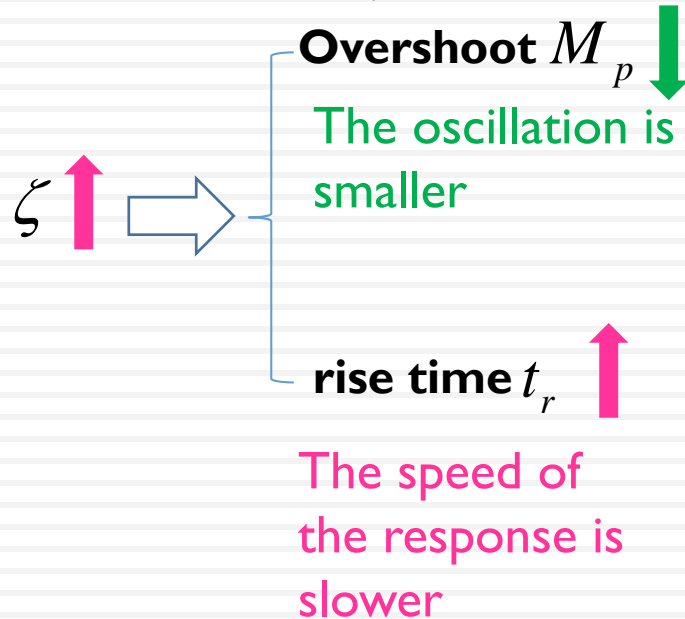 Overshoot M_p
The oscillation is
smaller
ζ
rise time t_r
The speed of
the response is
slower